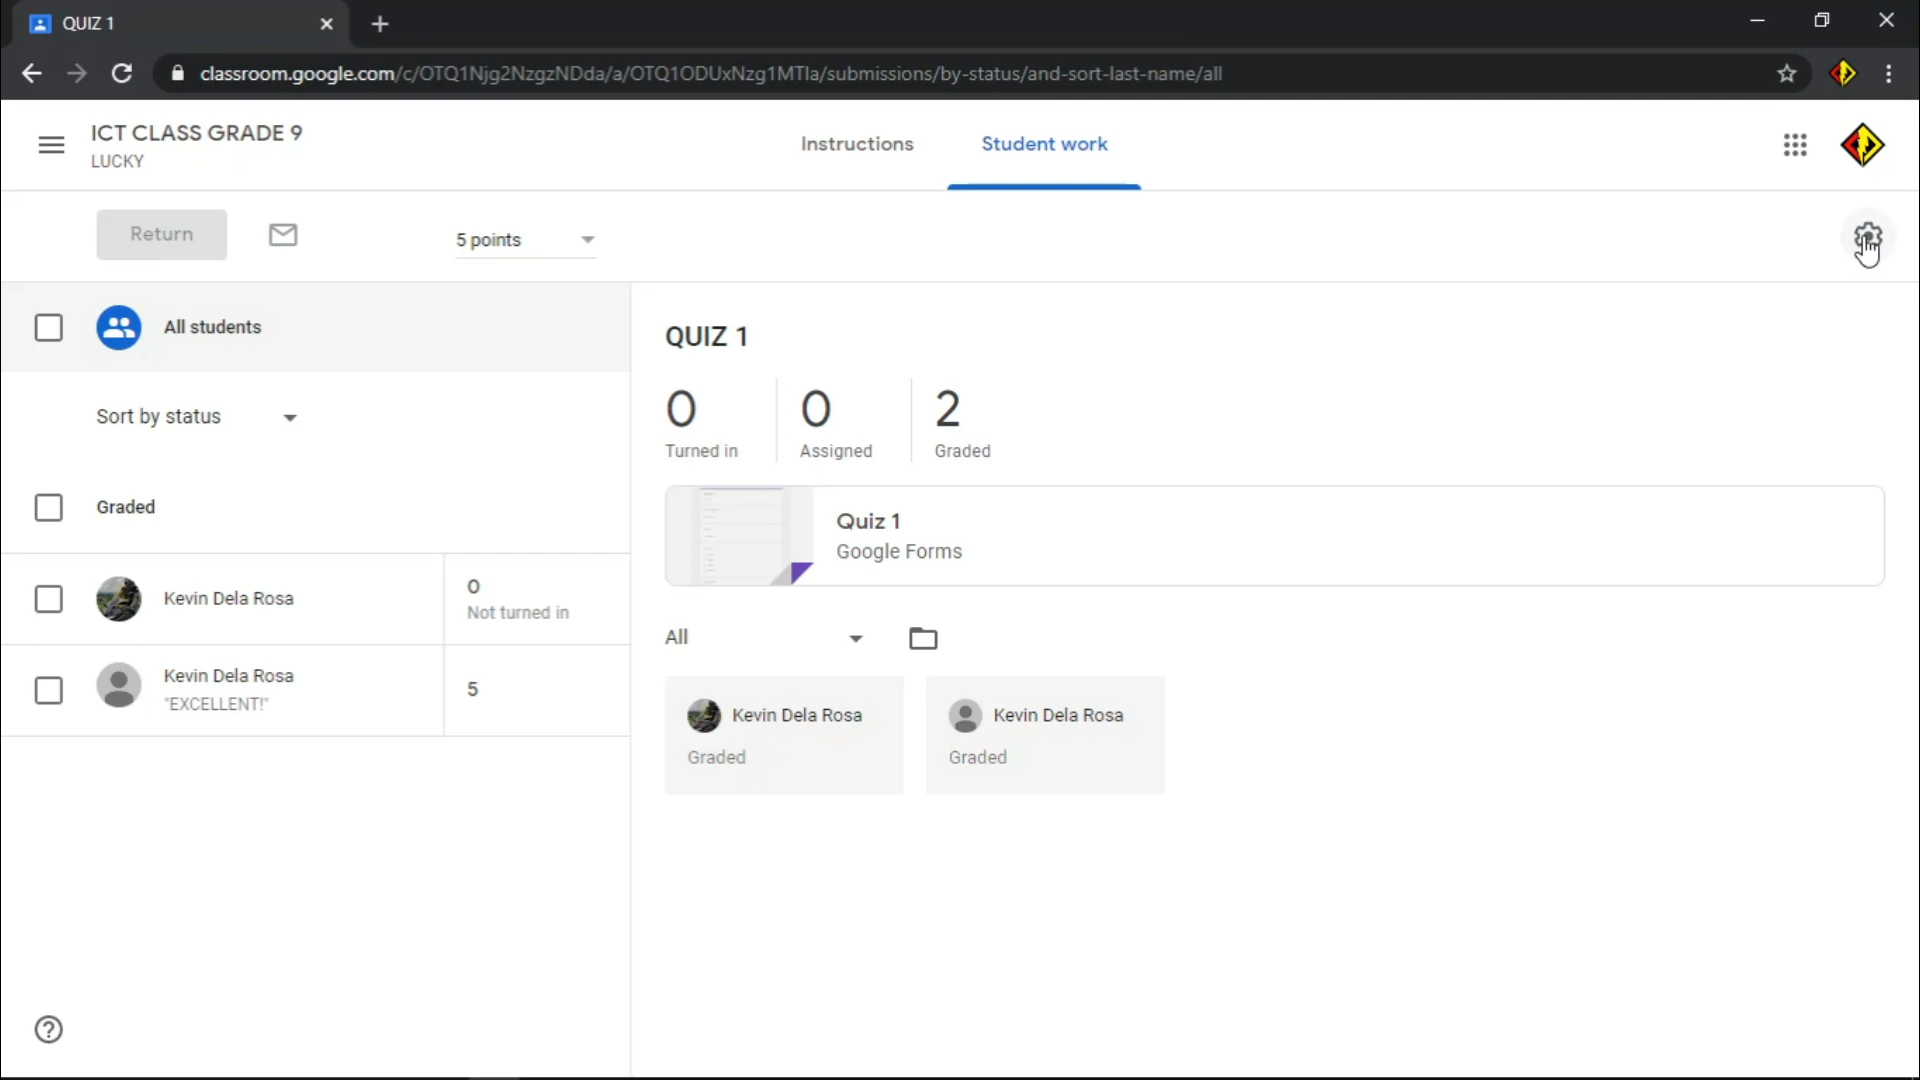 QUIZ 1
classroom.google.com/c/OTQ1Njg2NzgzNDda/a/OTQ1ODUxNzg1MTIa/submissions/by-status/and-sort-last-name/all
ICT CLASS GRADE 9
LUCKY
Instructions
Student work
Return
5 points
All students
Sort by status
Graded
Kevin Dela Rosa
0
Not turned in
Kevin Dela Rosa
"EXCELLENT!"
5
QUIZ 1
0
Turned in
0
Assigned
2
Graded
Quiz 1
Google Forms
All
Kevin Dela Rosa
Graded
Kevin Dela Rosa
Graded